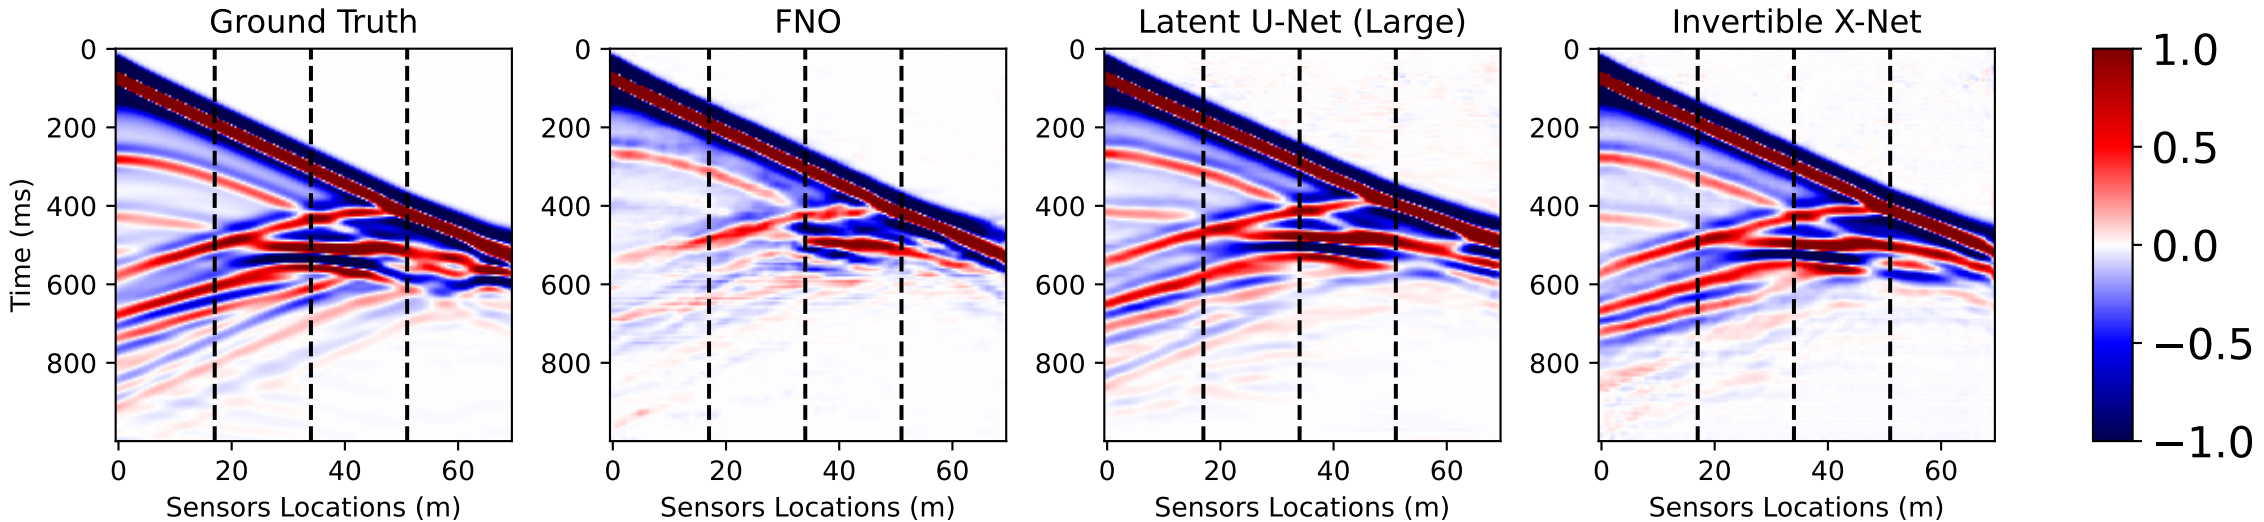 Ground Truth
FNO
Latent U-Net (Large)
Invertible X-Net
Time (ms)
0
200
400
600
800
0
200
400
600
800
0
200
400
600
800
0
200
400
600
800
1.0
0.5
0.0
−0.5
−1.0
0 20 40 60
0 20 40 60
0 20 40 60
0 20 40 60
Sensors Locations (m)
Sensors Locations (m)
Sensors Locations (m)
Sensors Locations (m)